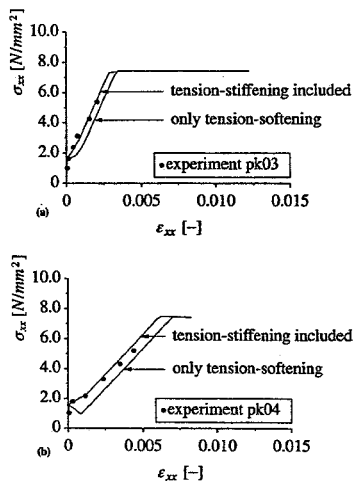 σxx [N/mm²]
10.0
8.0
6.0
4.0
2.0
0.0
tension-stiffening included
only tension-softening
• experiment pk03
0 0.005 0.010 0.015
(a)
εxx [−]
σxx [N/mm²]
10.0
8.0
6.0
4.0
2.0
0.0
tension-stiffening included
only tension-softening
• experiment pk04
0 0.005 0.010 0.015
(b)
εxx [−]